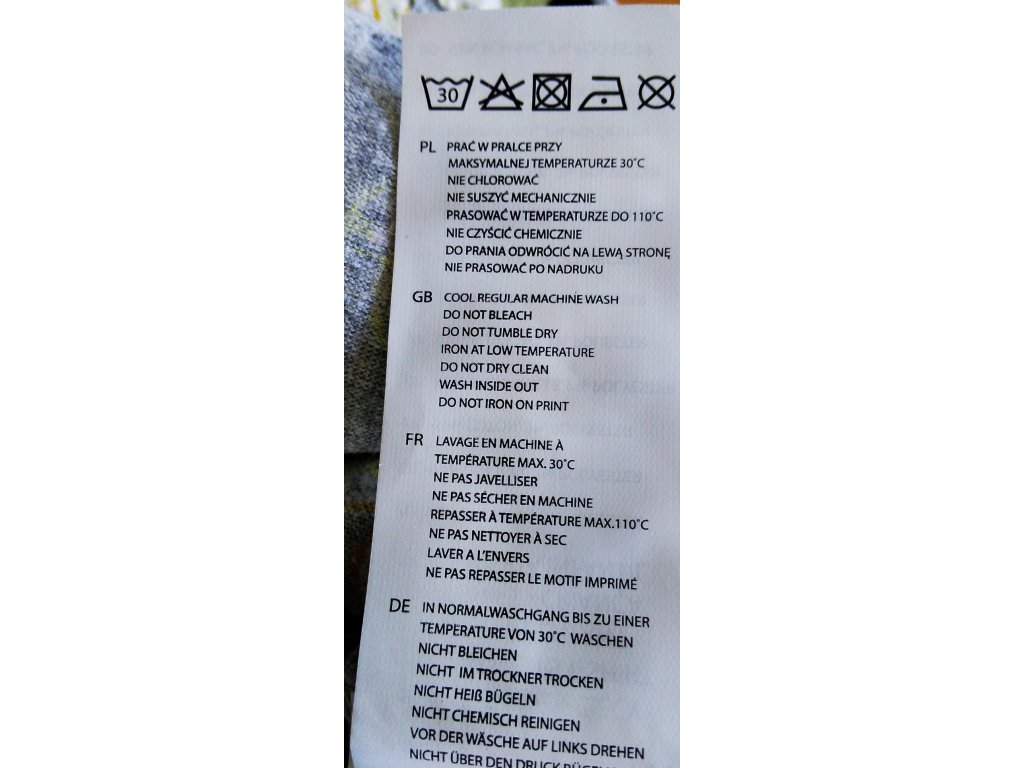 30
PL PRAĆ W PRALCE PRZY
MAKSYMALNEJ TEMPERATURZE 30˚C
NIE CHLOROWAĆ
NIE SUSZYĆ MECHANICZNIE
PRASOWAĆ W TEMPERATURZE DO 110˚C
NIE CZYŚCIĆ CHEMICZNIE
DO PRANIA ODWRÓCIĆ NA LEWĄ STRONĘ
NIE PRASOWAĆ PO NADRUKU
GB COOL REGULAR MACHINE WASH
DO NOT BLEACH
DO NOT TUMBLE DRY
IRON AT LOW TEMPERATURE
DO NOT DRY CLEAN
WASH INSIDE OUT
DO NOT IRON ON PRINT
FR LAVAGE EN MACHINE À
TEMPÉRATURE MAX. 30˚C
NE PAS JAVELLISER
NE PAS SÉCHER EN MACHINE
REPASSER À TEMPÉRATURE MAX.110˚C
NE PAS NETTOYER À SEC
LAVER A L'ENVERS
NE PAS REPASSER LE MOTIF IMPRIMÉ
DE IN NORMALWASCHGANG BIS ZU EINER
TEMPERATURE VON 30˚C WASCHEN
NICHT BLEICHEN
NICHT IM TROCKNER TROCKEN
NICHT HEIß BÜGELN
NICHT CHEMISCH REINIGEN
VOR DER WÄSCHE AUF LINKS DREHEN
NICHT ÜBER DEN DRUCK